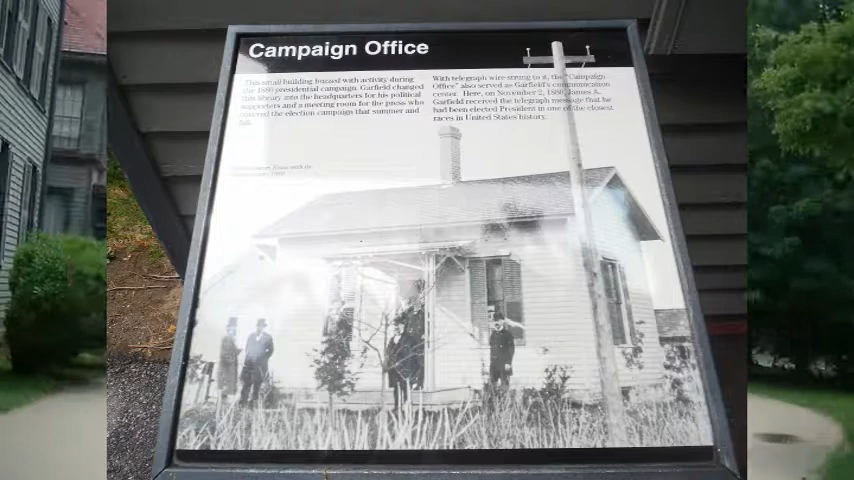 Campaign Office
This small building buzzed with activity during
the 1880 presidential campaign. Garfield changed
this library into the headquarters for his political
supporters and a meeting room for the press who
covered the election campaign that summer and
fall.
With telegraph wire strung to it, the "Campaign
Office" also served as Garfield's communication
center. Here, on November 2, 1880, James A.
Garfield received the telegraph message that he
had been elected President in one of the closest
races in United States history.